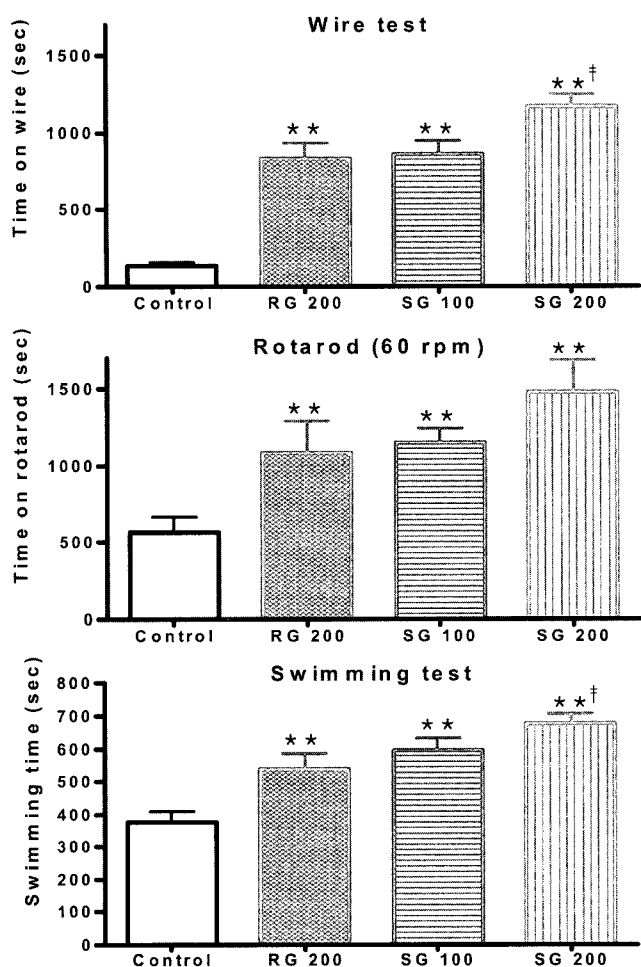 Wire test
Time on wire (sec)
1500
1000
500
0
** ** **‡
Control RG 200 SG 100 SG 200
Rotarod (60 rpm)
Time on rotarod (sec)
1500
1000
500
0
** ** **
Control RG 200 SG 100 SG 200
Swimming test
Swimming time (sec)
800
700
600
500
400
300
200
100
0
** ** **‡
Control RG 200 SG 100 SG 200